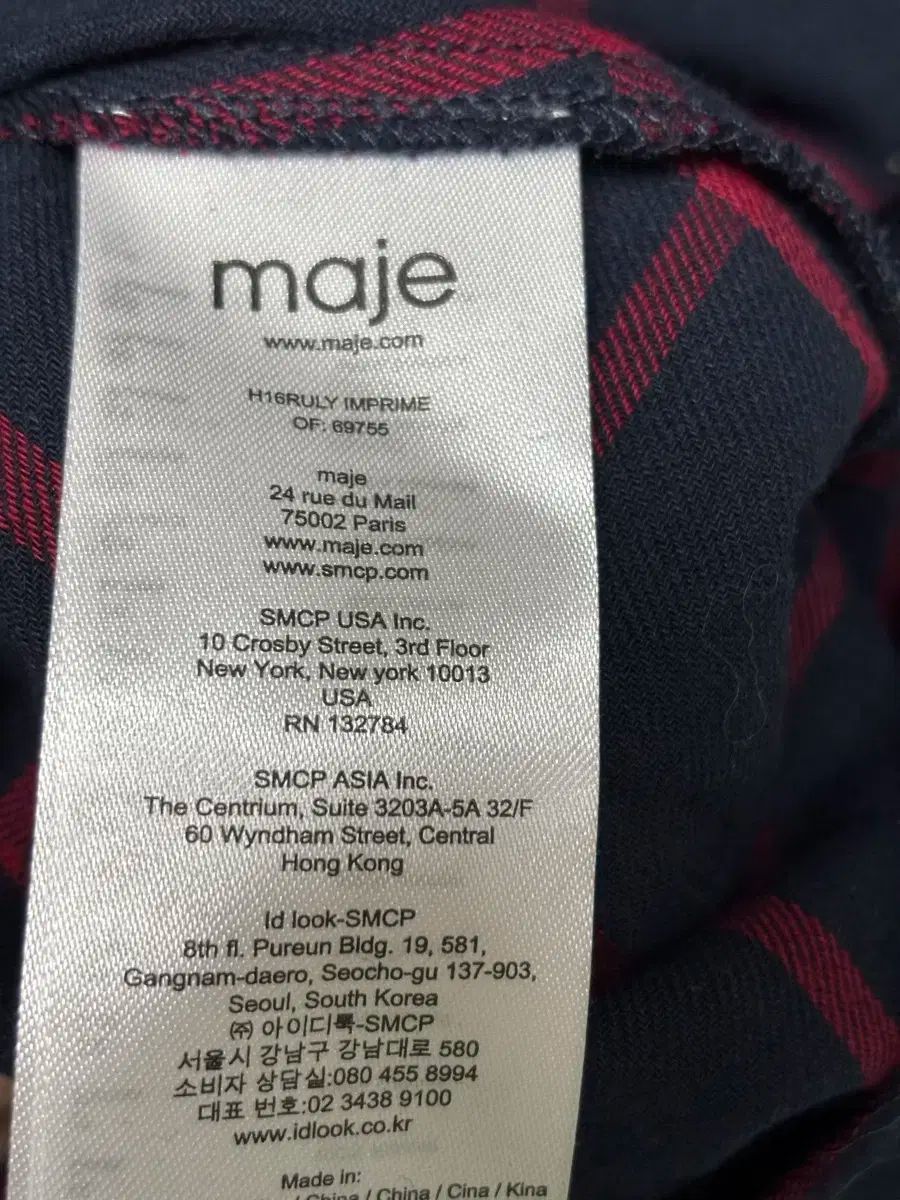 maje
www.maje.com
H16RULY IMPRIME
OF: 69755
maje
24 rue du Mail
75002 Paris
www.maje.com
www.smcp.com
SMCP USA Inc.
10 Crosby Street, 3rd Floor
New York, New york 10013
USA
RN 132784
SMCP ASIA Inc.
The Centrium, Suite 3203A-5A 32/F
60 Wyndham Street, Central
Hong Kong
Id look-SMCP
8th fl. Pureun Bldg. 19, 581,
Gangnam-daero, Seocho-gu 137-903,
Seoul, South Korea
㈜ 아이디룩-SMCP
서울시 강남구 강남대로 580
소비자 상담실:080 455 8994
대표 번호:02 3438 9100
www.idlook.co.kr
Made in:
/ China / China / Cina / Kina